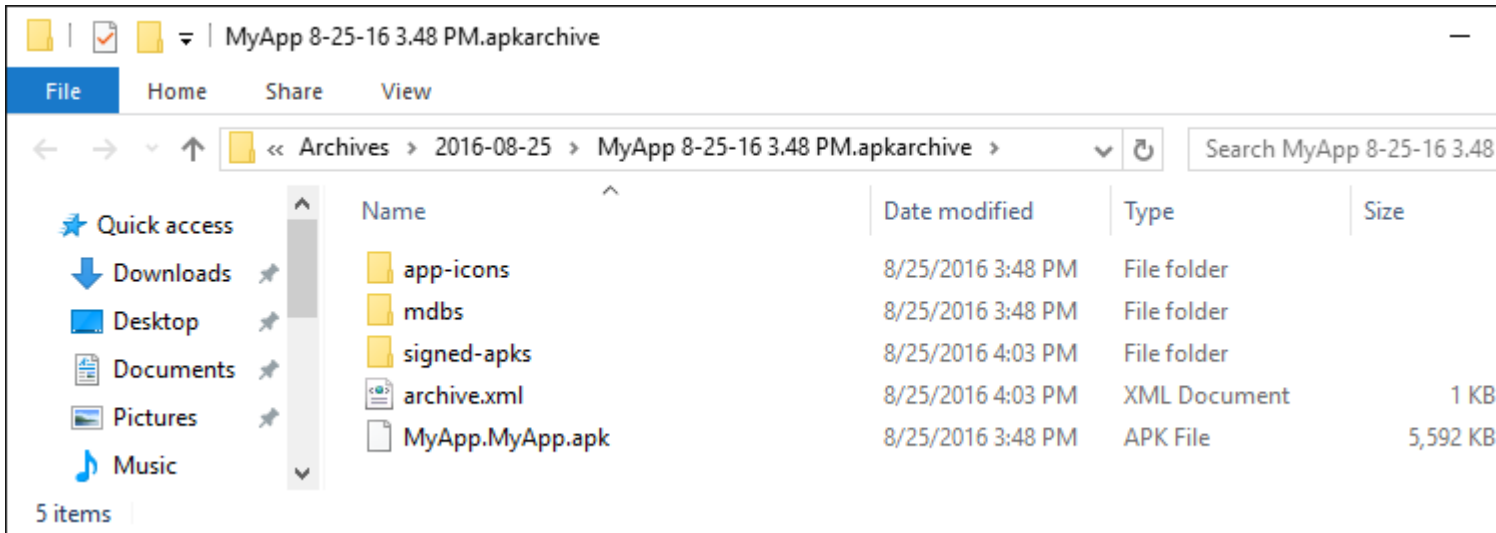 MyApp 8-25-16 3.48 PM.apkarchive
File Home Share View
« Archives > 2016-08-25 > MyApp 8-25-16 3.48 PM.apkarchive > Search MyApp 8-25-16 3.48
Name Date modified Type Size
Quick access
Downloads
Desktop
Documents
Pictures
Music
app-icons 8/25/2016 3:48 PM File folder
mdbs 8/25/2016 3:48 PM File folder
signed-apks 8/25/2016 4:03 PM File folder
archive.xml 8/25/2016 4:03 PM XML Document 1 KB
MyApp.MyApp.apk 8/25/2016 3:48 PM APK File 5,592 KB
5 items